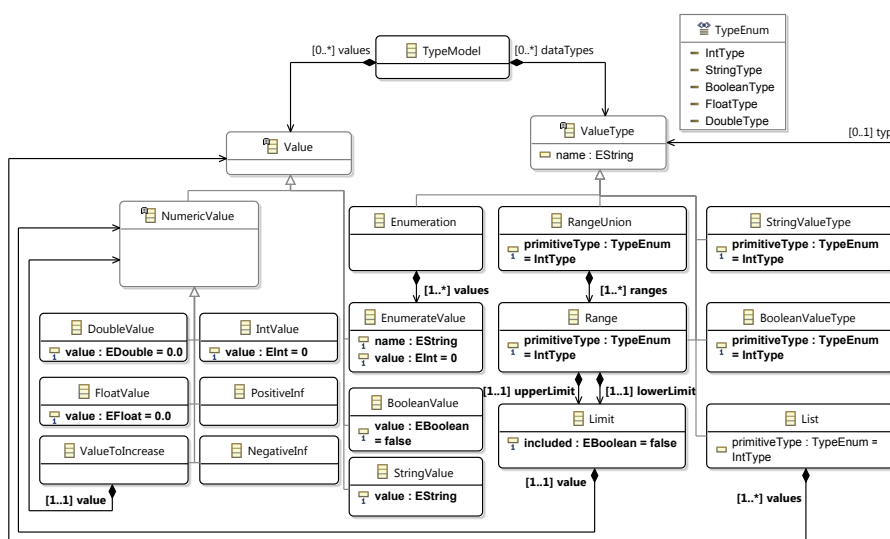 [0..*] values
TypeModel
[0..*] dataTypes
TypeEnum
IntType
StringType
BooleanType
FloatType
DoubleType
Value
ValueType
name : EString
[0..1] typ
NumericValue
Enumeration
RangeUnion
primitiveType : TypeEnum
= IntType
StringValueType
primitiveType : TypeEnum
= IntType
[1..*] values
[1..*] ranges
DoubleValue
value : EDouble = 0.0
IntValue
value : EInt = 0
EnumerateValue
name : EString
value : EInt = 0
Range
primitiveType : TypeEnum
= IntType
BooleanValueType
primitiveType : TypeEnum
= IntType
FloatValue
value : EFloat = 0.0
PositiveInf
BooleanValue
value : EBoolean
= false
[1..1] upperLimit
[1..1] lowerLimit
Limit
included : EBoolean = false
List
primitiveType : TypeEnum =
IntType
ValueToIncrease
NegativeInf
StringValue
value : EString
[1..1] value
[1..1] value
[1..*] values